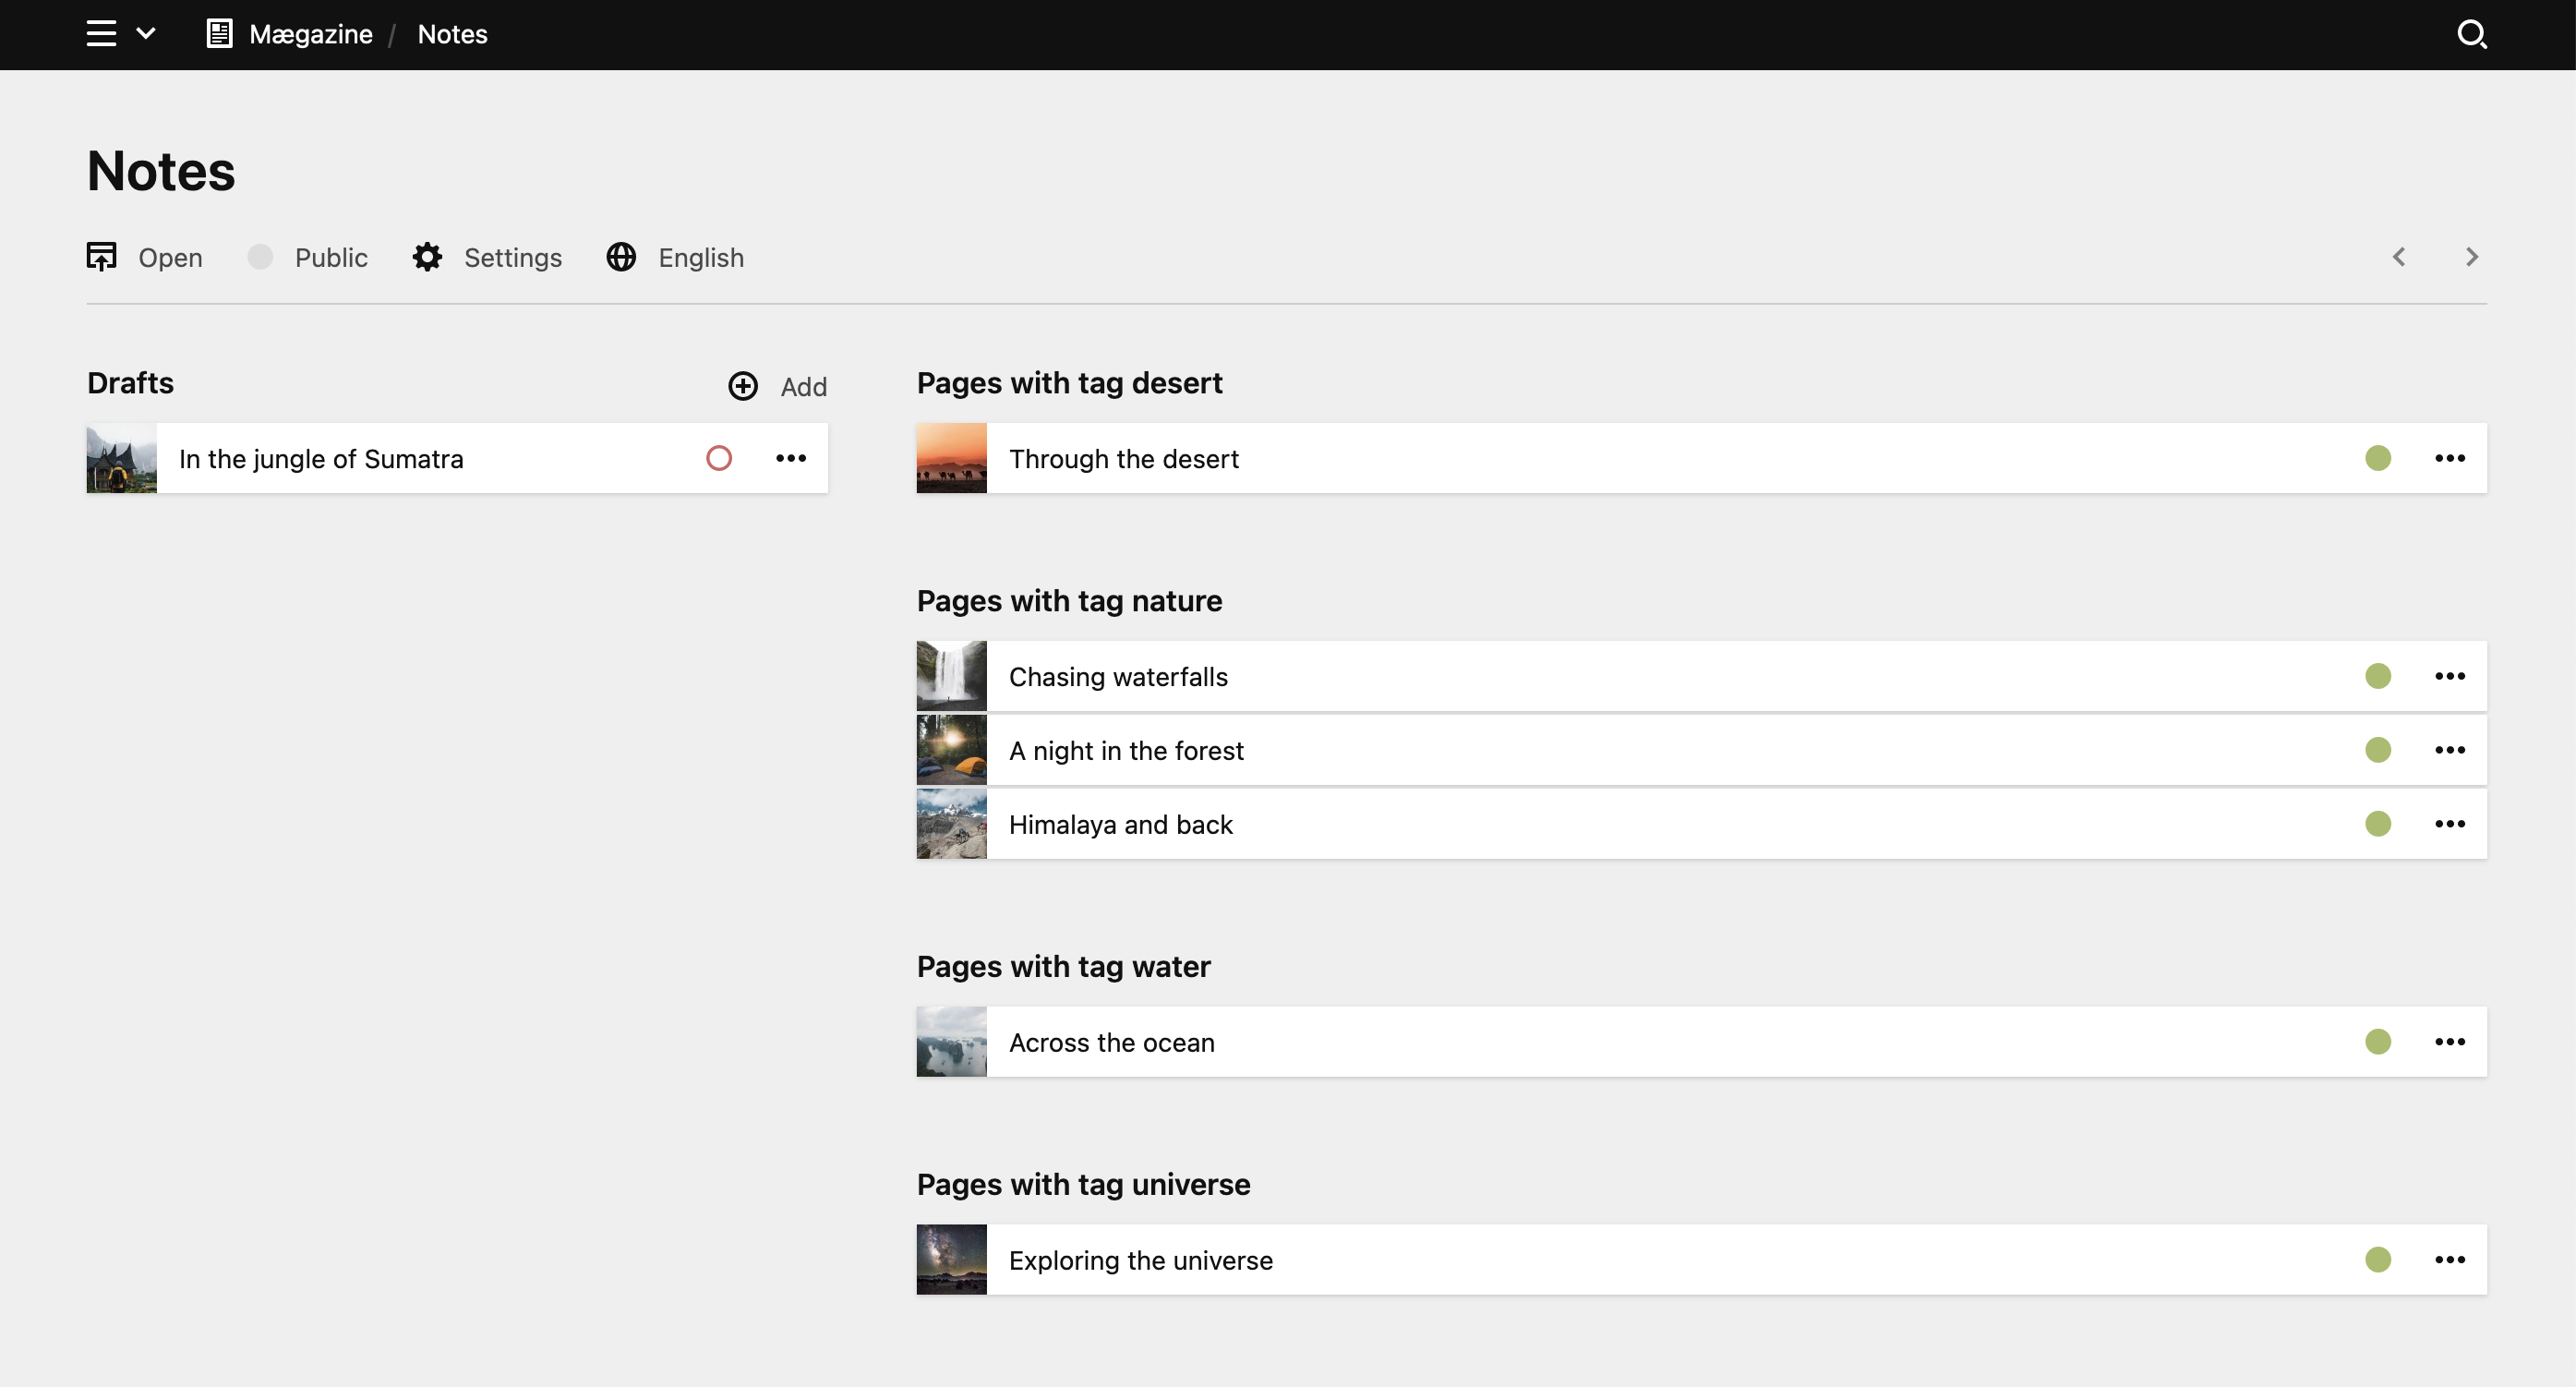 Mægazine / Notes
Notes
Open Public Settings English
Drafts
Add
In the jungle of Sumatra
Pages with tag desert
Through the desert
Pages with tag nature
Chasing waterfalls
A night in the forest
Himalaya and back
Pages with tag water
Across the ocean
Pages with tag universe
Exploring the universe